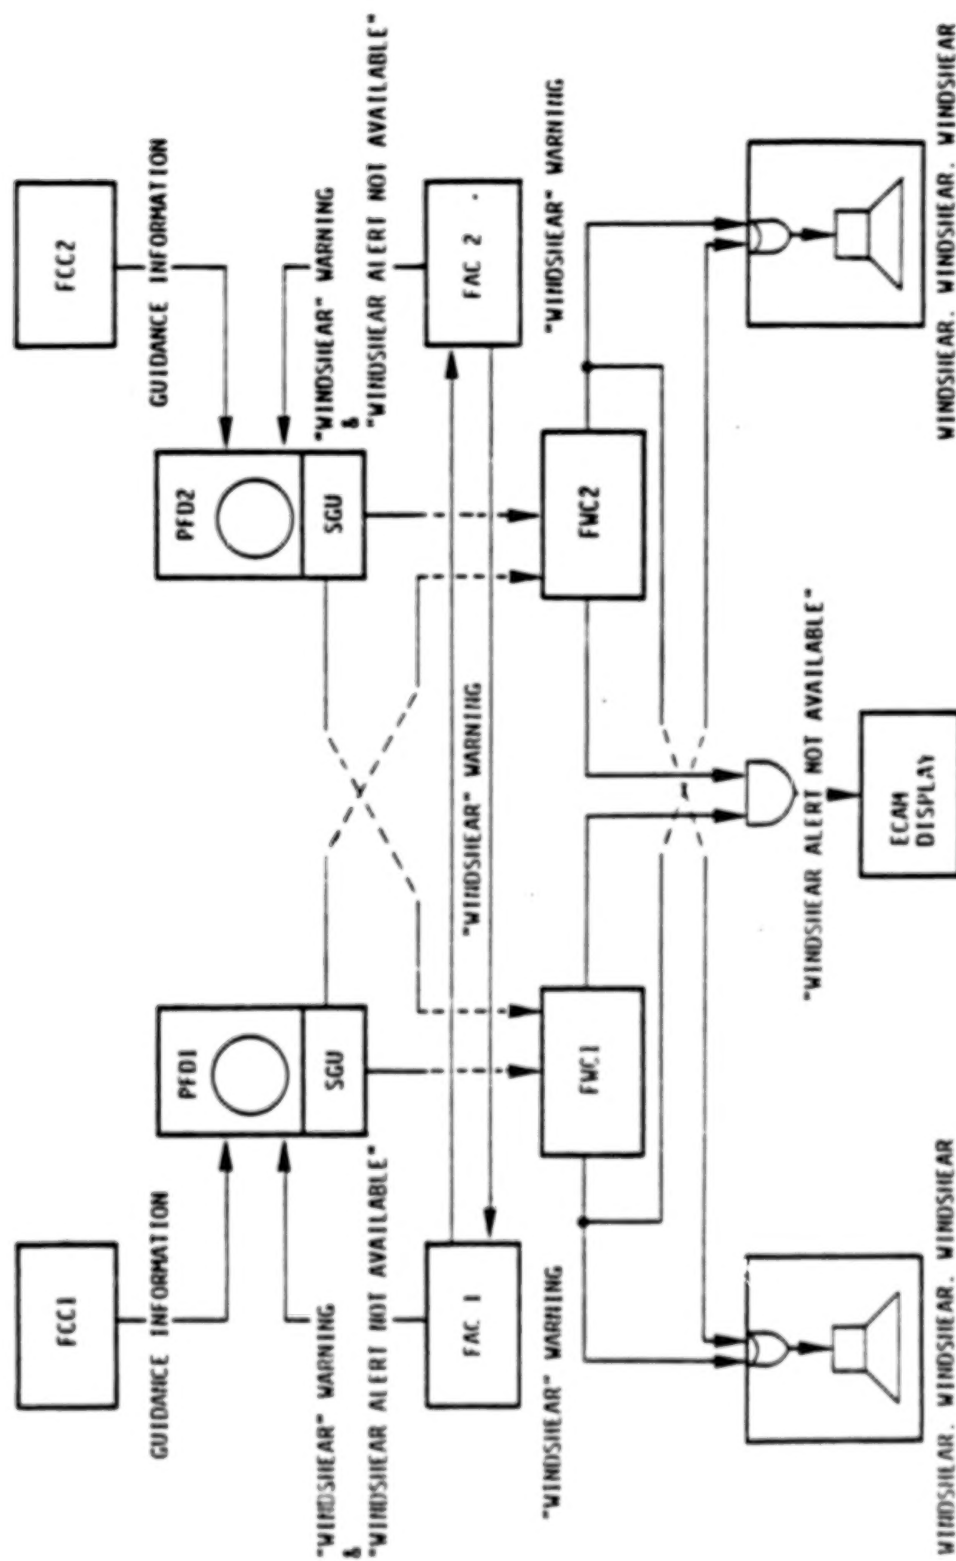 FCC1
FCC2
GUIDANCE INFORMATION
GUIDANCE INFORMATION
PFD1
PFD2
SGU
SGU
"WINDSHEAR" WARNING
&
"WINDSHEAR ALERT NOT AVAILABLE"
"WINDSHEAR" WARNING
&
"WINDSHEAR ALERT NOT AVAILABLE"
FAC 1
FAC 2
"WINDSHEAR" WARNING
"WINDSHEAR" WARNING
"WINDSHEAR" WARNING
FWC1
FWC2
"WINDSHEAR ALERT NOT AVAILABLE"
ECAM
DISPLAY
WINDSHEAR. WINDSHEAR. WINDSHEAR
WINDSHEAR. WINDSHEAR. WINDSHEAR